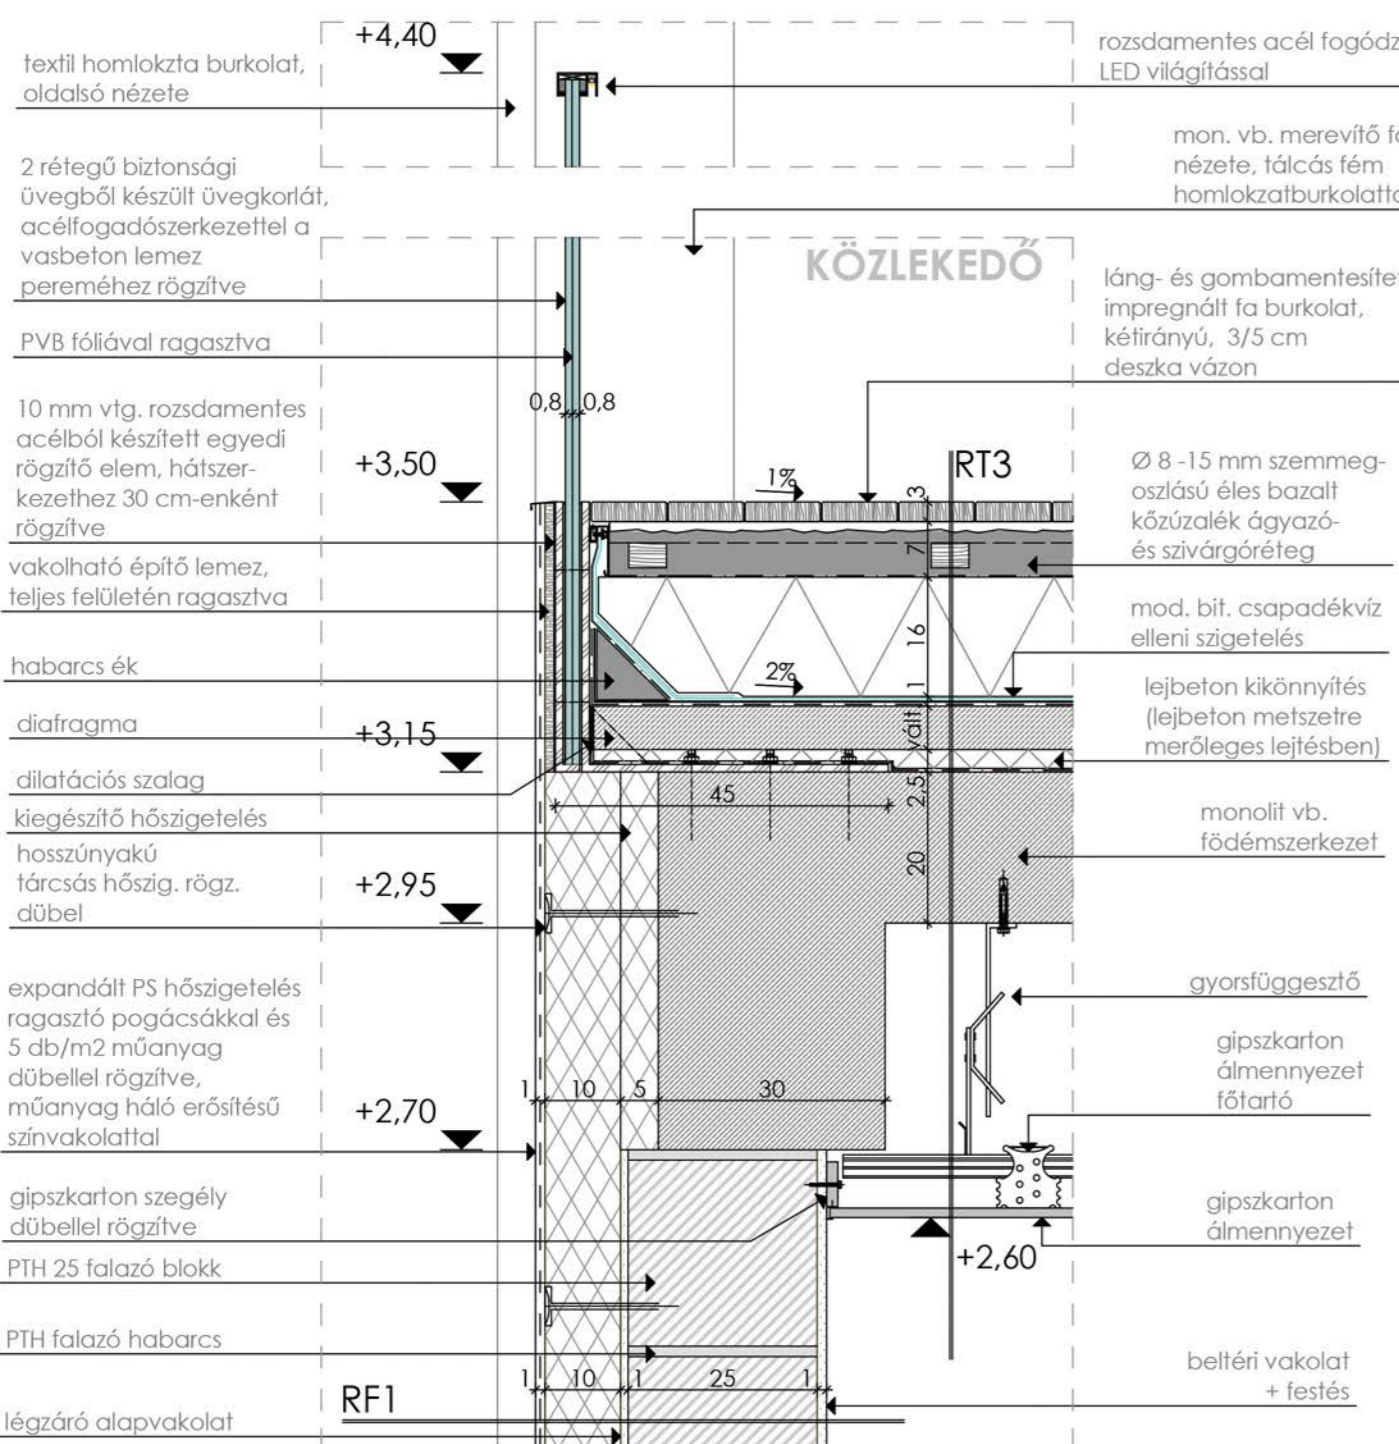 textil homlokzta burkolat,
oldalsó nézete
2 rétegű biztonsági
üvegből készült üvegkorlát,
acélfogadószerkezettel a
vasbeton lemez
pereméhez rögzítve
PVB fóliával ragasztva
10 mm vtg. rozsdamentes
acélból készített egyedi
rögzítő elem, hátszer-
kezethez 30 cm-enként
rögzítve
vakolható építő lemez,
teljes felületén ragasztva
habarcs ék
diafragma
dilatációs szalag
kiegészítő hőszigetelés
hosszúnyakú
tárcsás hőszig. rögz.
dübel
expandált PS hőszigetelés
ragasztó pogácsákkal és
5 db/m2 műanyag
dübellel rögzítve,
műanyag háló erősítésű
színvakolattal
gipszkarton szegély
dübellel rögzítve
PTH 25 falazó blokk
PTH falazó habarcs
légzáró alapvakolat
+4,40
+3,50
+3,15
+2,95
+2,70
RF1
KÖZLEKEDŐ
0,8 0,8
1%
RT3
3
7
16
2%
1
vált.
2,5
45
20
1 10 5 30
+2,60
1 10 1 25 1
rozsdamentes acél fogódz
LED világítással
mon. vb. merevítő fa
nézete, tálcás fém
homlokzatburkolatta
láng- és gombamentesítet
impregnált fa burkolat,
kétirányú, 3/5 cm
deszka vázon
Ø 8 -15 mm szemmeg-
oszlású éles bazalt
kőzúzalék ágyazó-
és szivárgóréteg
mod. bit. csapadékvíz
elleni szigetelés
lejbeton kikönnyítés
(lejbeton metszetre
merőleges lejtésben)
monolit vb.
födémszerkezet
gyorsfüggesztő
gipszkarton
álmennyezet
főtartó
gipszkarton
álmennyezet
beltéri vakolat
+ festés